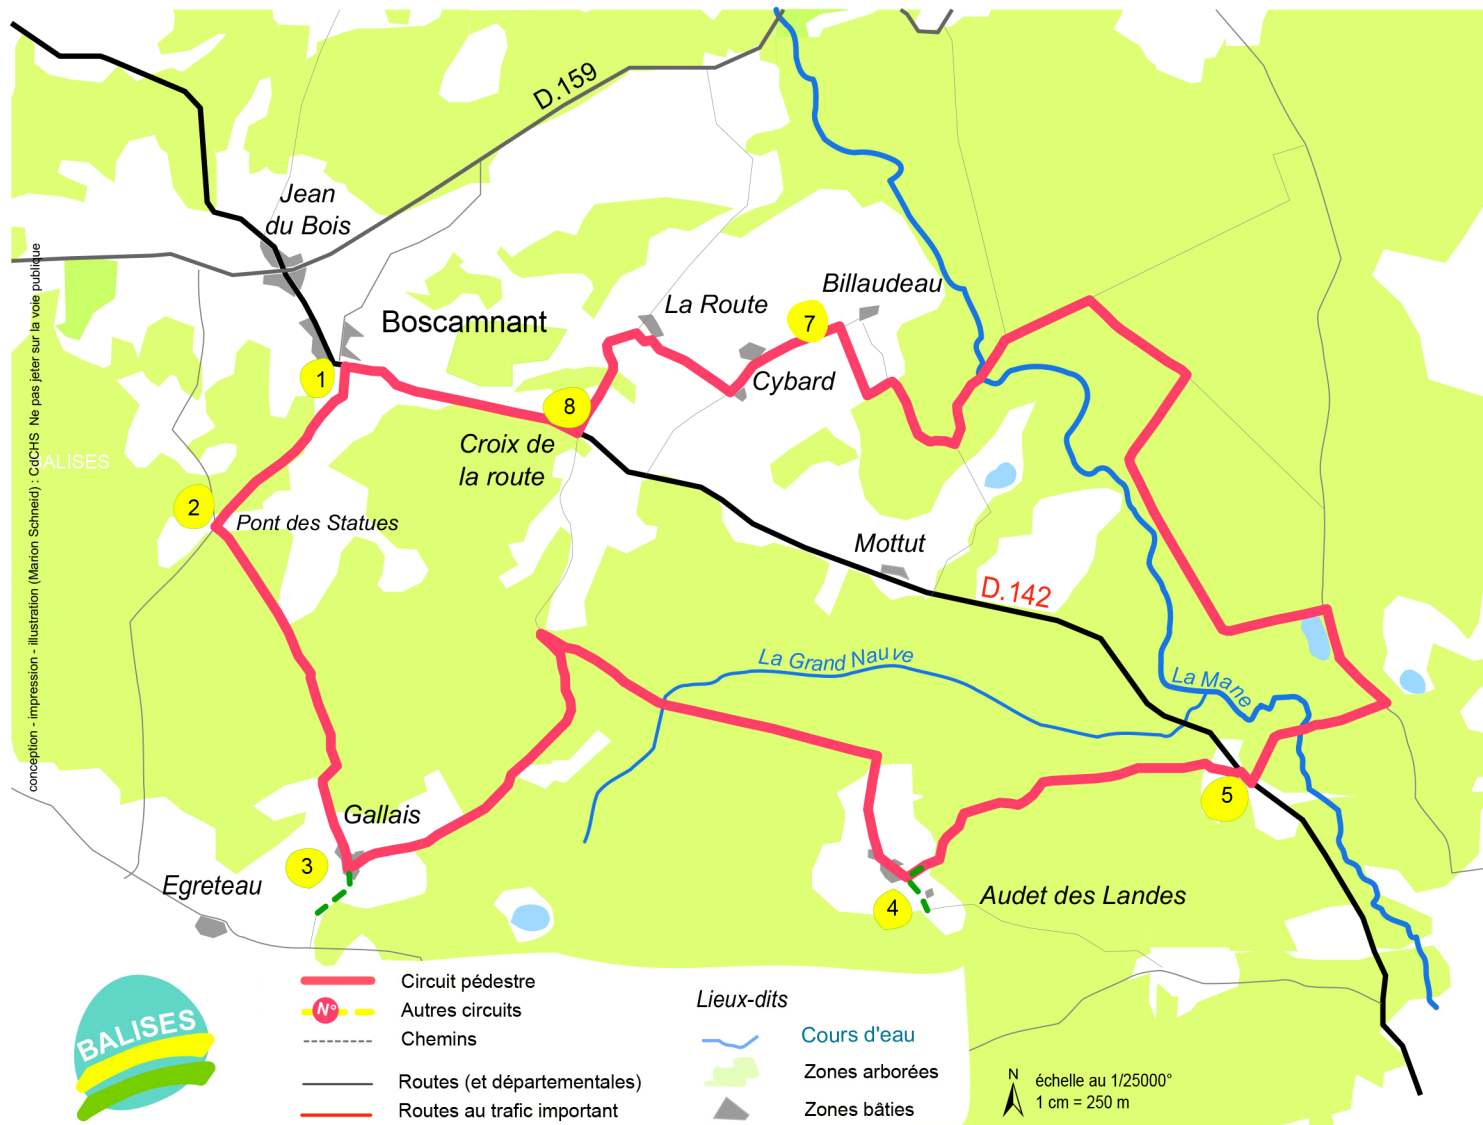 D.159
Jean
du Bois
Billaudeau
La Route
7
Boscamnant
Cybard
1
8
Croix de
la route
ALISES
2
Pont des Statues
Mottut
D.142
La Grand Nauve
La Mane
conception - impression - illustration (Marion Schneid) : CdCHS Ne pas jeter sur la voie publique
5
Gallais
3
Egreteau
4
Audet des Landes
BALISES
Circuit pédestre
N°
Autres circuits
Chemins
Routes (et départementales)
Routes au trafic important
Lieux-dits
Cours d'eau
Zones arborées
Zones bâties
N
échelle au 1/25000°
1 cm = 250 m